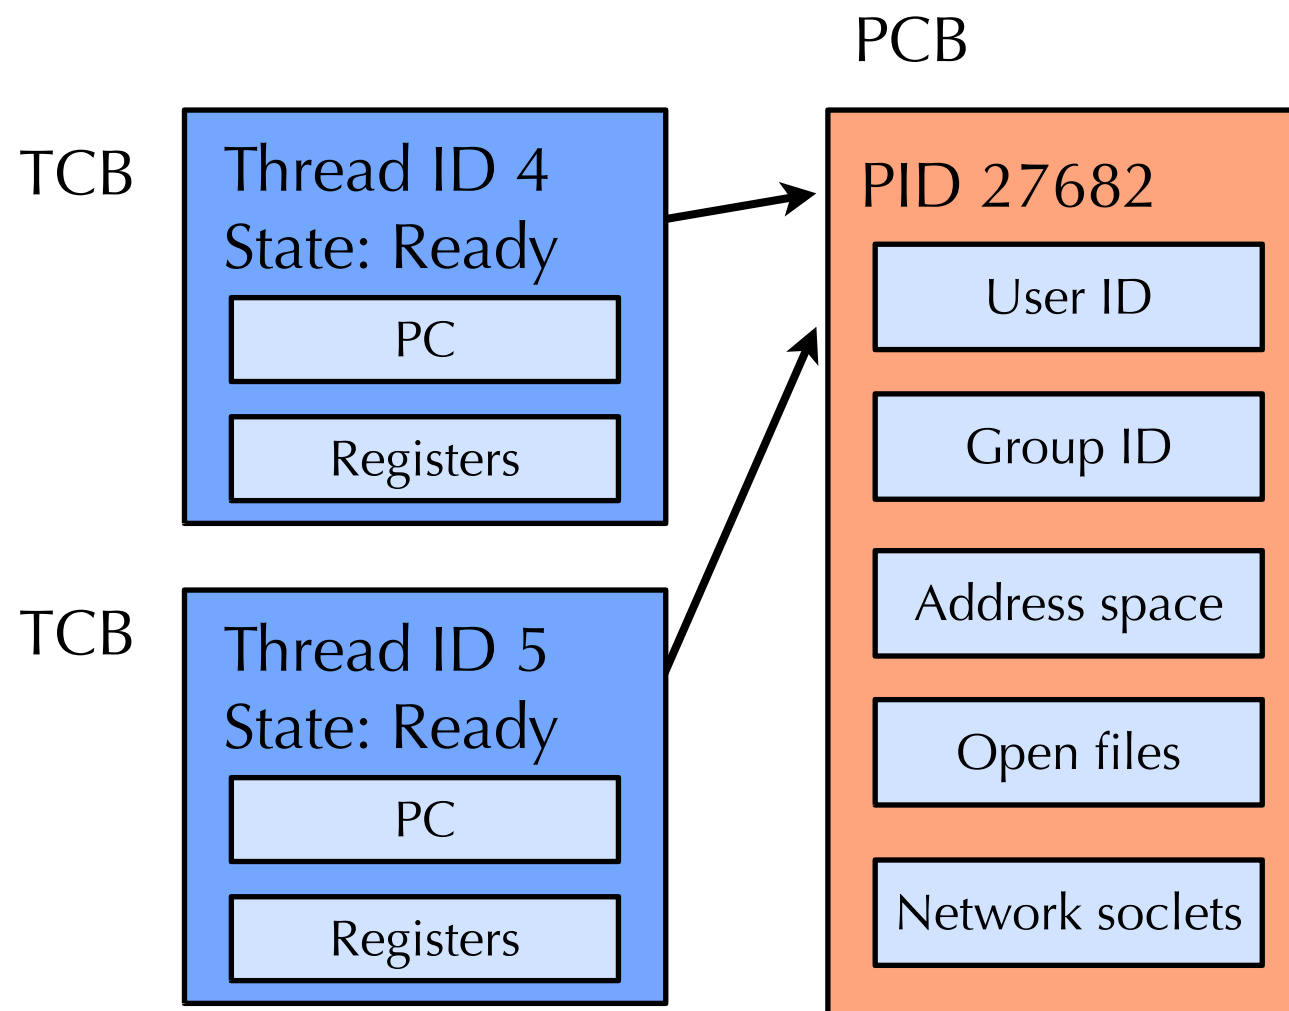 TCB
Thread ID 4
State: Ready
PC
Registers
TCB
Thread ID 5
State: Ready
PC
Registers
PCB
PID 27682
User ID
Group ID
Address space
Open files
Network soclets